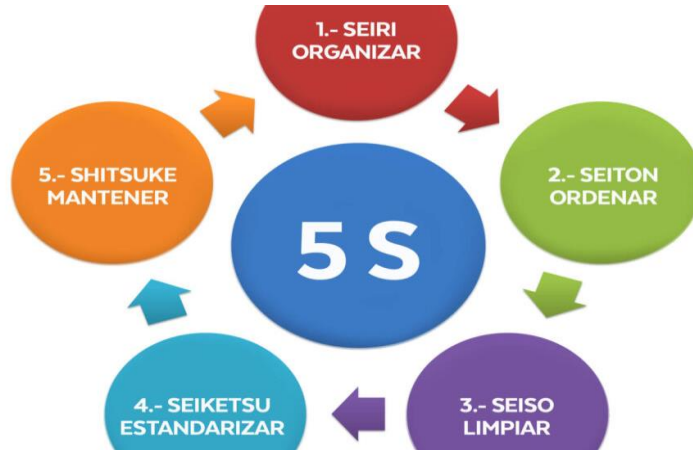 1.- SEIRI
ORGANIZAR
2.- SEITON
ORDENAR
3.- SEISO
LIMPIAR
4.- SEIKETSU
ESTANDARIZAR
5.- SHITSUKE
MANTENER
5 S